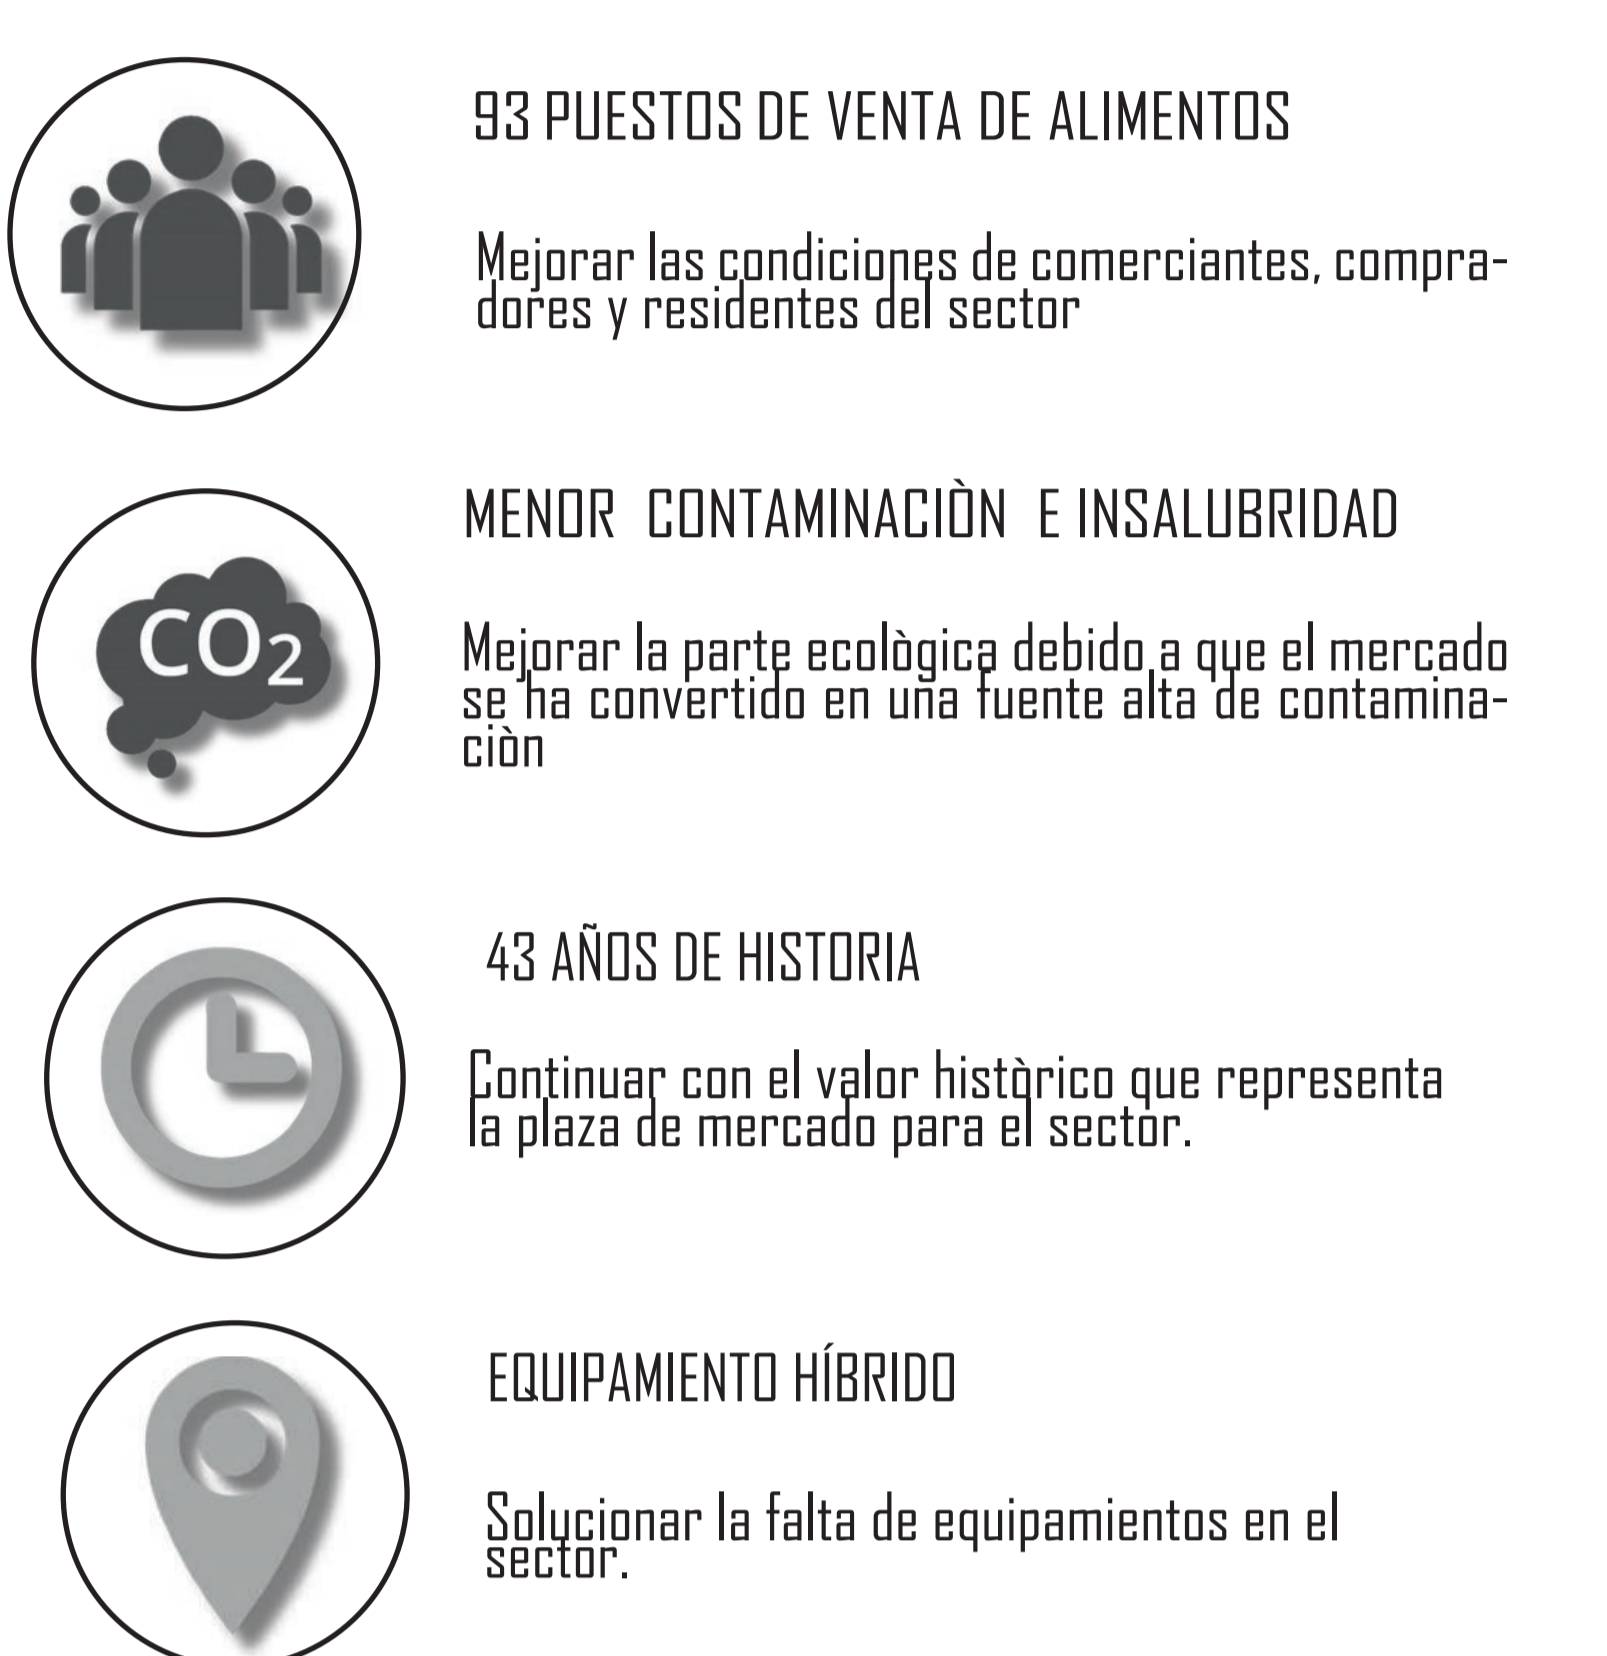 93 PUESTOS DE VENTA DE ALIMENTOS
Mejorar las condiciones de comerciantes, compra-
dores y residentes del sector
MENOR CONTAMINACIÒN E INSALUBRIDAD
CO2
Mejorar la parte ecològica debido a que el mercado
se ha convertido en una fuente alta de contamina-
ciòn
43 AÑOS DE HISTORIA
Continuar con el valor històrico que representa
la plaza de mercado para el sector.
EQUIPAMIENTO HÍBRIDO
Solucionar la falta de equipamientos en el
sector.